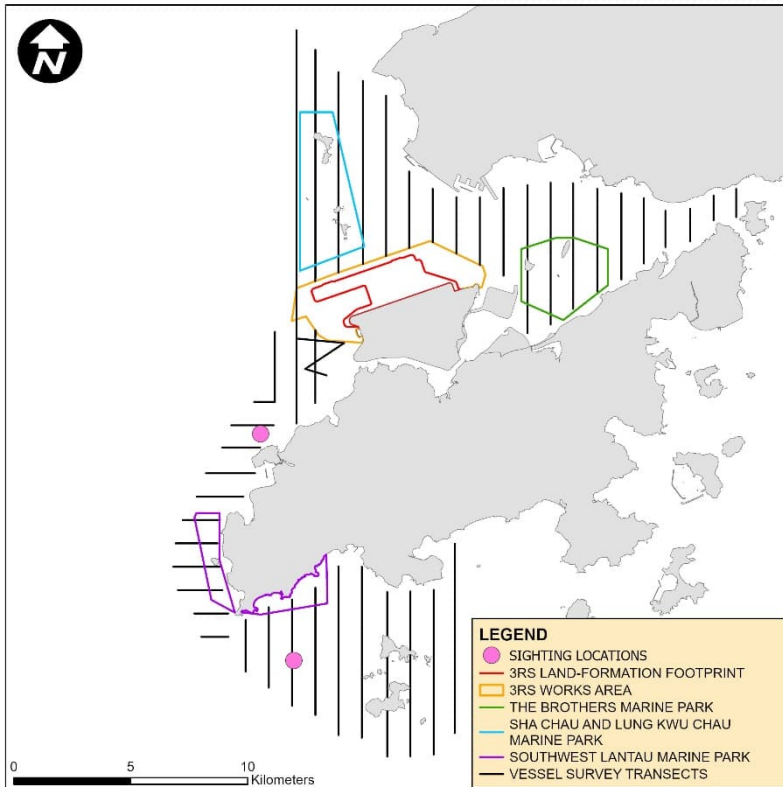 N
LEGEND
SIGHTING LOCATIONS
3RS LAND-FORMATION FOOTPRINT
3RS WORKS AREA
THE BROTHERS MARINE PARK
SHA CHAU AND LUNG KWU CHAU
MARINE PARK
SOUTHWEST LANTAU MARINE PARK
VESSEL SURVEY TRANSECTS
0 5 10
Kilometers